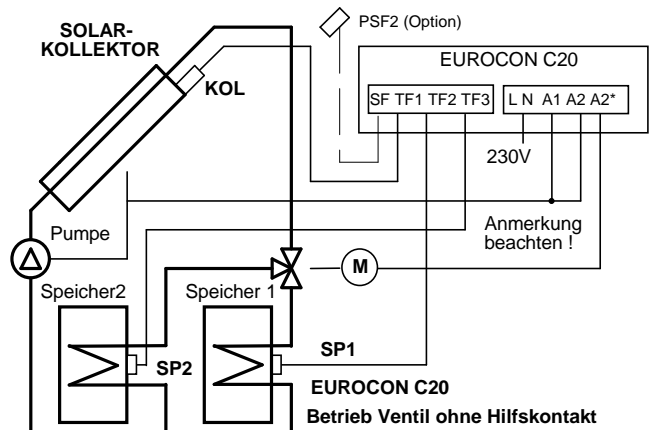 SOLAR-
KOLLEKTOR
KOL
PSF2 (Option)
EUROCON C20
SF TF1 TF2 TF3
L N A1 A2 A2*
230V
Anmerkung
beachten !
Pumpe
M
Speicher2
Speicher 1
SP2
SP1
EUROCON C20
Betrieb Ventil ohne Hilfskontakt